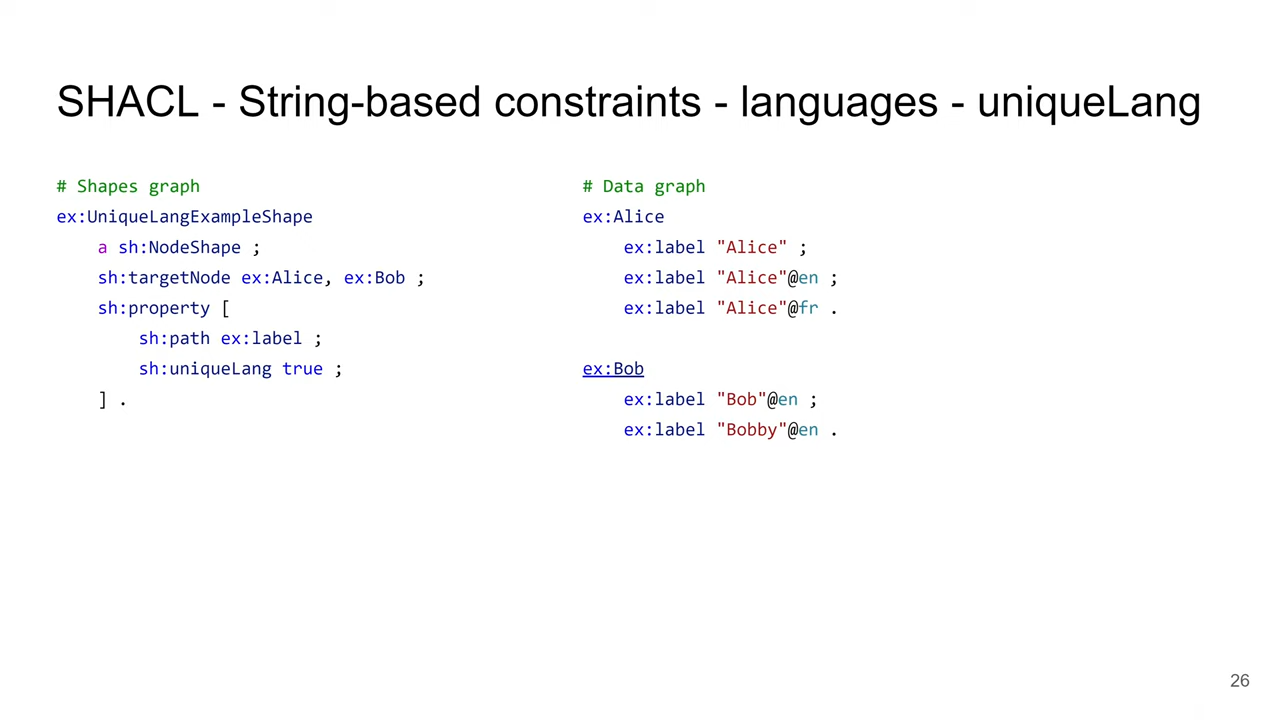 SHACL - String-based constraints - languages - uniqueLang
# Shapes graph
ex:UniqueLangExampleShape
    a sh:NodeShape ;
    sh:targetNode ex:Alice, ex:Bob ;
    sh:property [
        sh:path ex:label ;
        sh:uniqueLang true ;
    ] .
# Data graph
ex:Alice
    ex:label "Alice" ;
    ex:label "Alice"@en ;
    ex:label "Alice"@fr .
ex:Bob
    ex:label "Bob"@en ;
    ex:label "Bobby"@en .
26